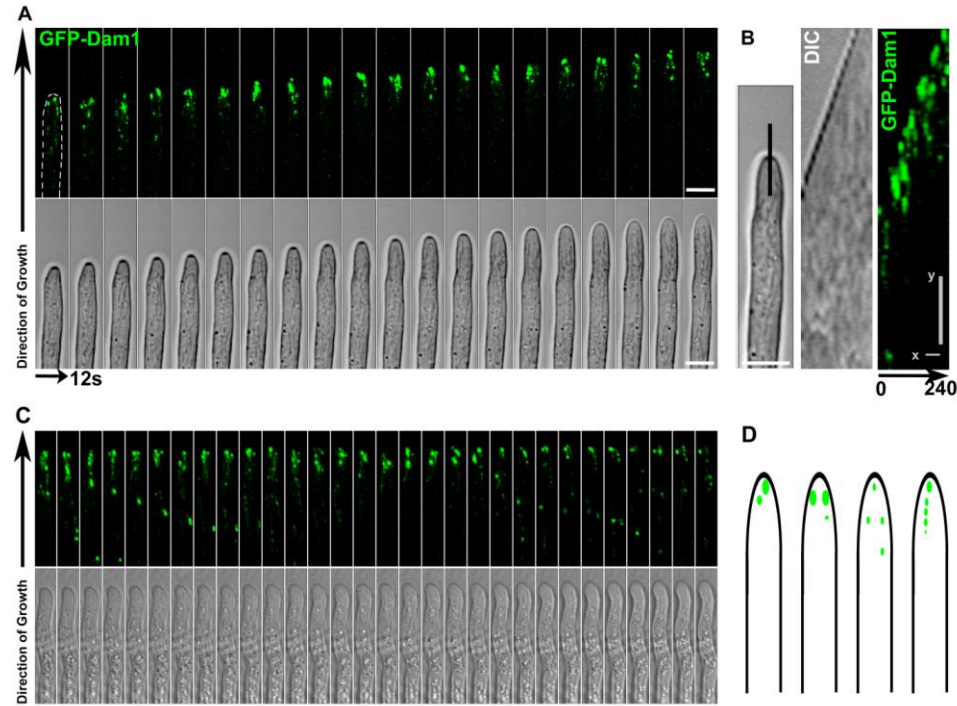 A
GFP-Dam1
Direction of Growth
12s
B
DIC
GFP-Dam1
y
x
0
240
C
Direction of Growth
D